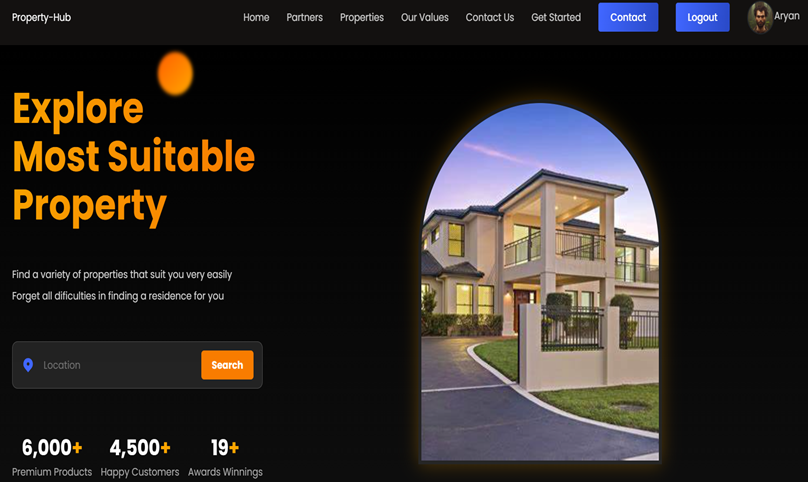 Property-Hub
Home Partners Properties Our Values Contact Us Get Started Contact Logout Aryan
Explore
Most Suitable
Property
Find a variety of properties that suit you very easily
Forget all dificulties in finding a residence for you
Location Search
6,000+ 4,500+ 19+
Premium Products Happy Customers Awards Winnings